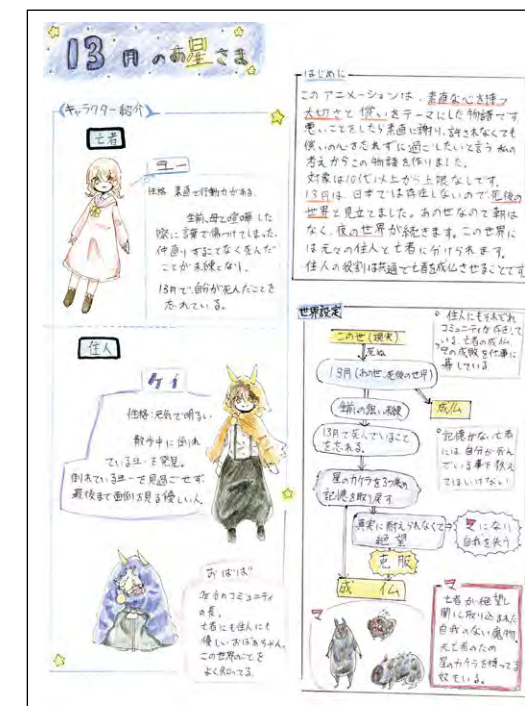 13月のお星さま
キャラクター紹介
亡者
ユー
性格 素直で行動力がある。
生前、母と喧嘩した
際に言葉で傷つけてしまった。
仲直りすることなく死んだ
ことが未練となり、
13月で自分が死んだことを
忘れている。
住人
ケイ
性格:元気で明るい
散歩中に倒れ
ているユーを発見。
倒れているユーを見過ごせず
最後まで面倒を見る優しい人。
おばば
各自のコミュニティ
の長。
亡者にも住人にも
優しいおばあちゃん。
この世界のことを
よく知ってる。
はじめに
このアニメーションは、素直な心を持つ
大切さと償いをテーマにした物語です
悪いことをしたら素直に謝り、許されなくても
償いの心を忘れずに過ごしたいと言う私の
考えからこの物語を作りました。
対象は10代以上から上限なしです。
13月は日本では存在しないので、死後の
世界と見立てました。あの世なので朝は
なく、夜の世界が続きます。この世界に
は元々の住人と亡者に分けられます。
住人の役割は共通で亡者を成仏させることです
世界設定
この世(現実)
死ぬ
13月(あの世、死後の世界)
生前の強い未練
成仏
13月で死んでいること
を忘れる。
星のカケラを3つ集め
記憶を取り戻す
真実に耐えられなくて
絶望
マになり
自我を失う
克服
成仏
住人にもそれぞれ
コミュニティが存在して
いる、亡者の成仏、
マの成敗を仕事に
暮している
記憶がない亡者
には自分が死ん
でいる事を教え
てはいけない
マ
マ
亡者が絶望し
闇に取り込まれた
自我のない魔物。
元亡者のため
星のカケラを持ってる
奴もいる。